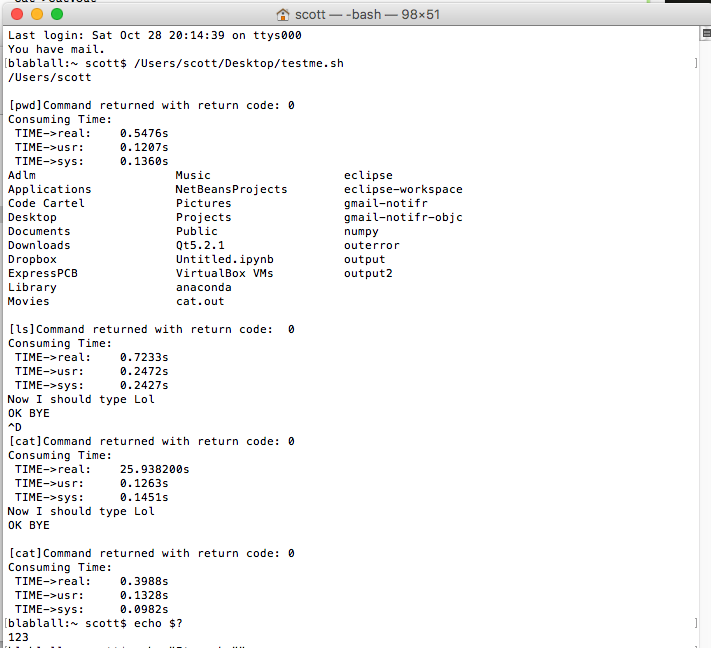 scott — -bash — 98×51
Last login: Sat Oct 28 20:14:39 on ttys000
You have mail.
[blablall:~ scott$ /Users/scott/Desktop/testme.sh ]
/Users/scott
[pwd]Command returned with return code: 0
Consuming Time:
TIME->real: 0.5476s
TIME->usr: 0.1207s
TIME->sys: 0.1360s
Adlm Music eclipse
Applications NetBeansProjects eclipse-workspace
Code Cartel Pictures gmail-notifr
Desktop Projects gmail-notifr-objc
Documents Public numpy
Downloads Qt5.2.1 outerror
Dropbox Untitled.ipynb output
ExpressPCB VirtualBox VMs output2
Library anaconda
Movies cat.out
[ls]Command returned with return code: 0
Consuming Time:
TIME->real: 0.7233s
TIME->usr: 0.2472s
TIME->sys: 0.2427s
Now I should type Lol
OK BYE
^D
[cat]Command returned with return code: 0
Consuming Time:
TIME->real: 25.938200s
TIME->usr: 0.1263s
TIME->sys: 0.1451s
Now I should type Lol
OK BYE
[cat]Command returned with return code: 0
Consuming Time:
TIME->real: 0.3988s
TIME->usr: 0.1328s
TIME->sys: 0.0982s
[blablall:~ scott$ echo $? ]
123